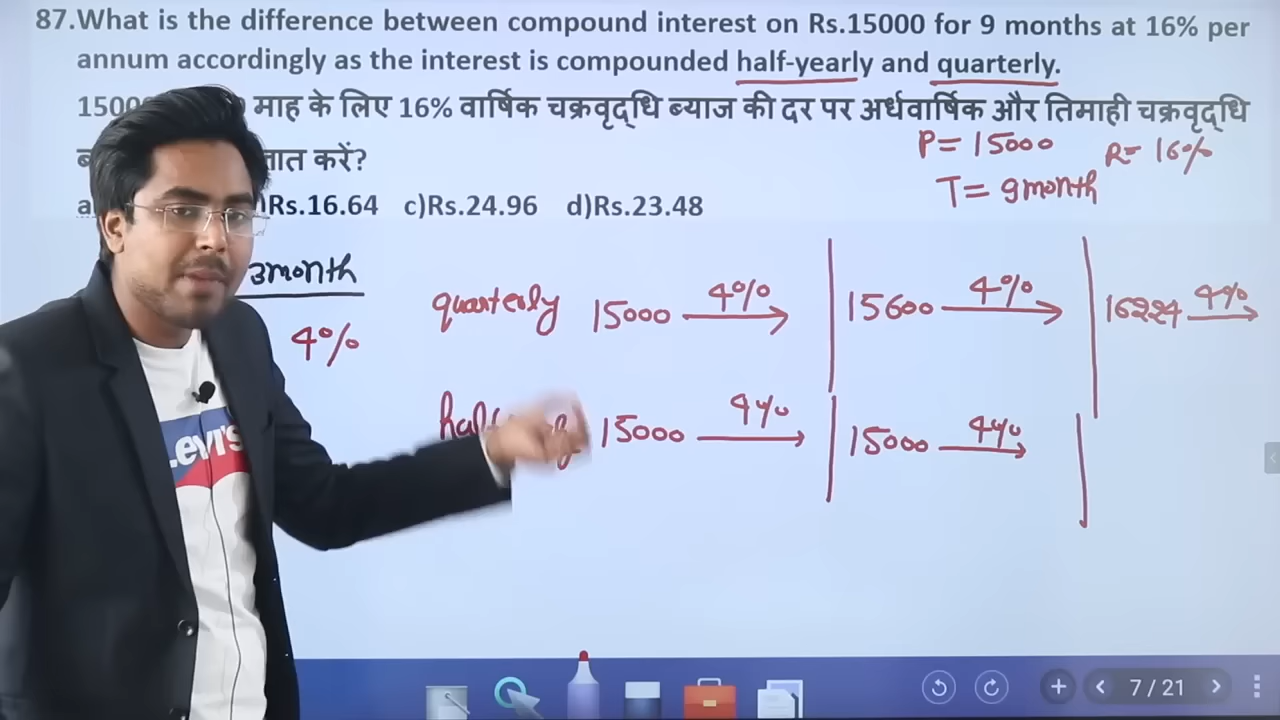 87.What is the difference between compound interest on Rs.15000 for 9 months at 16% per
annum accordingly as the interest is compounded half-yearly and quarterly.
माह के लिए 16% वार्षिक चक्रवृद्धि ब्याज की दर पर अर्धवार्षिक और तिमाही चक्रवृद्धि
करें?
Rs.16.64 c)Rs.24.96 d)Rs.23.48
P= 15000 R= 16%
T= 9month
3month
4%
quarterly 15000 4% 15600 4% 16224 4%
15000 4% 15000 4%
LEVI'S
7 / 21